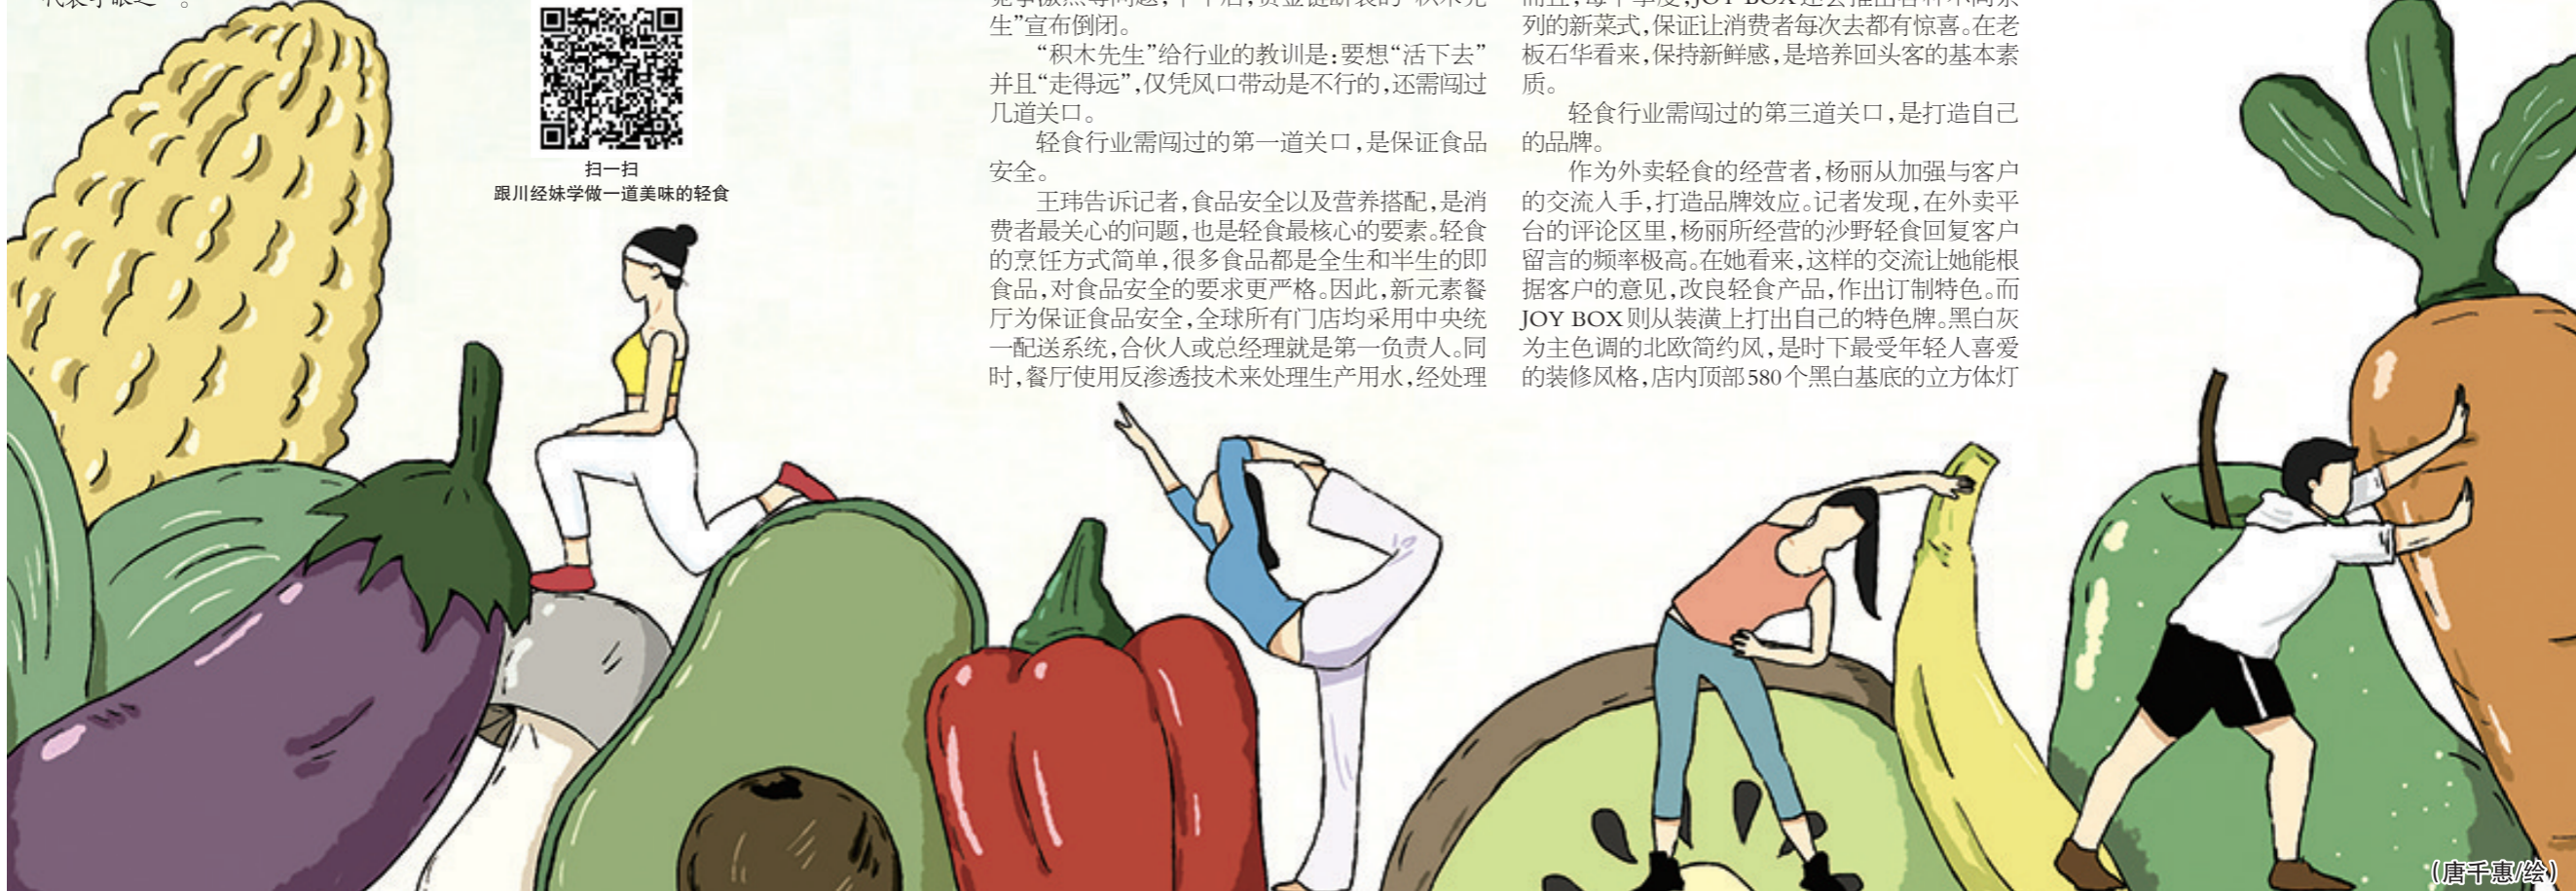 扫一扫
跟川经妹学做一道美味的轻食
生”宣布倒闭。
“积木先生”给行业的教训是:要想“活下去”
并且“走得远”,仅凭风口带动是不行的,还需闯过
几道关口。
轻食行业需闯过的第一道关口,是保证食品
安全。
王玮告诉记者,食品安全以及营养搭配,是消
费者最关心的问题,也是轻食最核心的要素。轻食
的烹饪方式简单,很多食品都是全生和半生的即
食品,对食品安全的要求更严格。因此,新元素餐
厅为保证食品安全,全球所有门店均采用中央统
一配送系统,合伙人或总经理就是第一负责人。同
时,餐厅使用反渗透技术来处理生产用水,经处理
而且,每个季度,JOY BOX还会推出各种不同系
列的新菜式,保证让消费者每次去都有惊喜。在老
板石华看来,保持新鲜感,是培养回头客的基本素
质。
轻食行业需闯过的第三道关口,是打造自己
的品牌。
作为外卖轻食的经营者,杨丽从加强与客户
的交流入手,打造品牌效应。记者发现,在外卖平
台的评论区里,杨丽所经营的沙野轻食回复客户
留言的频率极高。在她看来,这样的交流让她能根
据客户的意见,改良轻食产品,作出订制特色。而
JOY BOX则从装潢上打出自己的特色牌。黑白灰
为主色调的北欧简约风,是时下最受年轻人喜爱
的装修风格,店内顶部580个黑白基底的立方体灯
(唐千惠/绘)